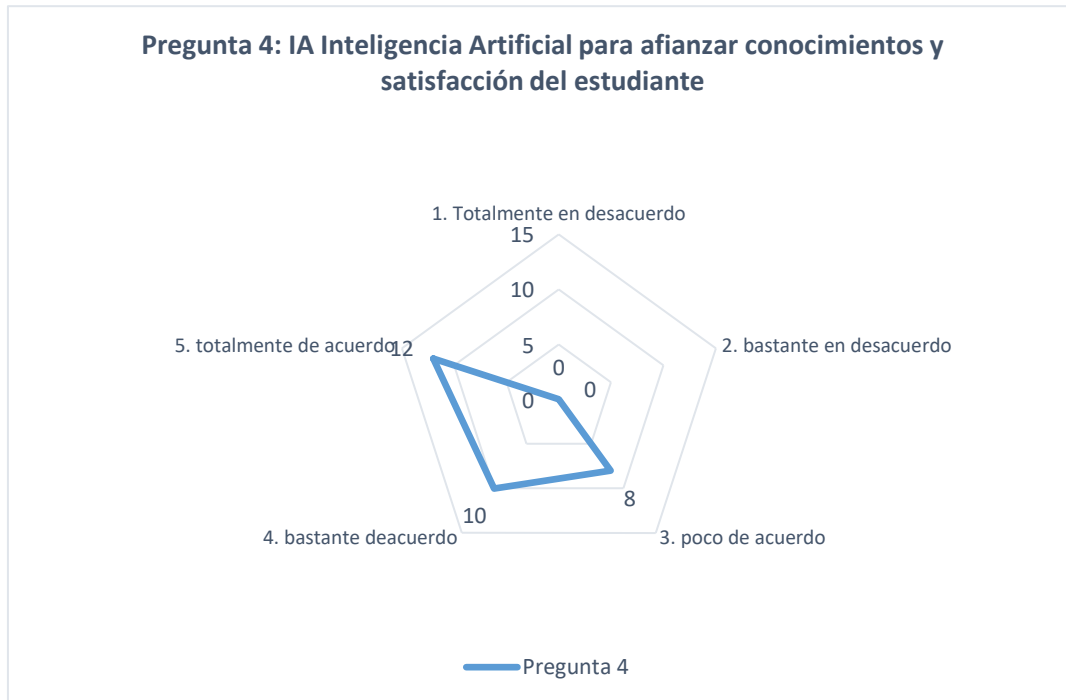 Pregunta 4: IA Inteligencia Artificial para afianzar conocimientos y
satisfacción del estudiante
1. Totalmente en desacuerdo
15
10
5. totalmente de acuerdo
12
5
2. bastante en desacuerdo
0
0
0
10
8
4. bastante deacuerdo
3. poco de acuerdo
Pregunta 4